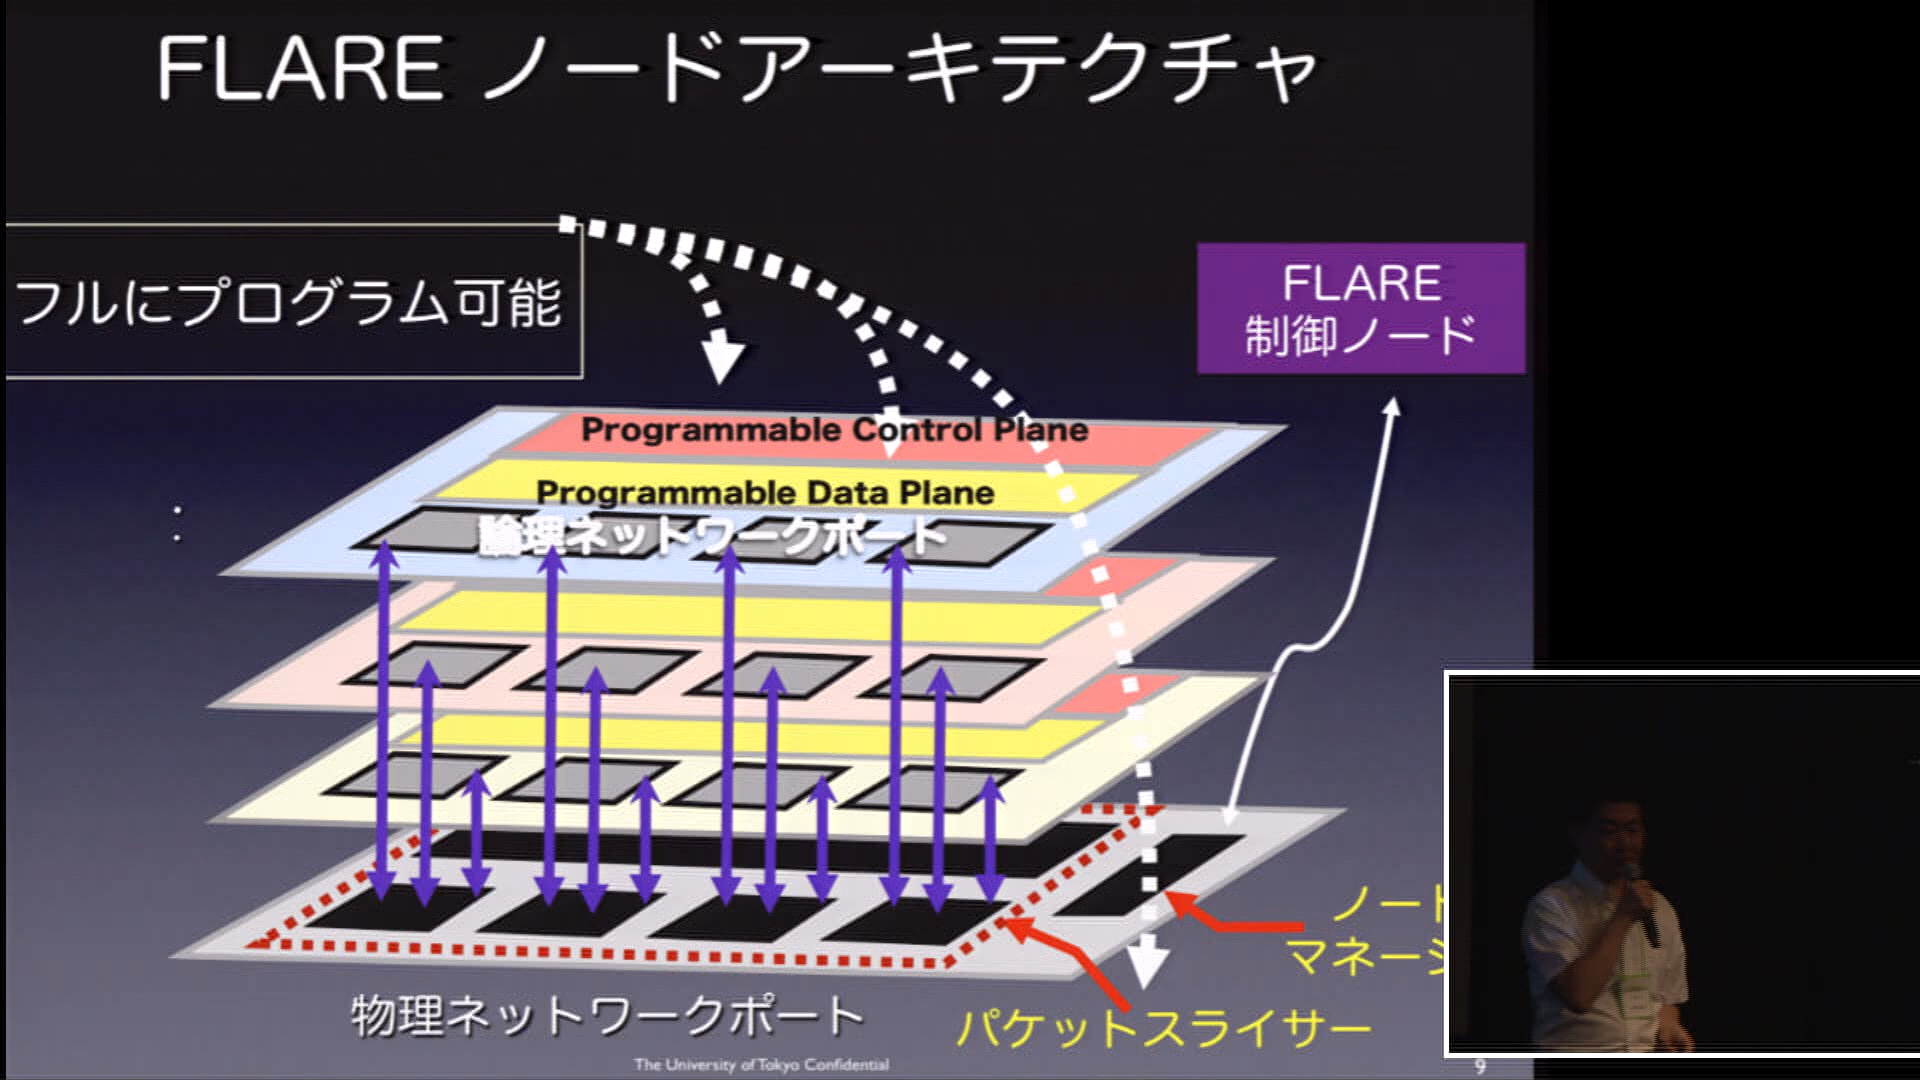 FLARE ノードアーキテクチャ
フルにプログラム可能
FLARE
制御ノード
Programmable Control Plane
Programmable Data Plane
論理ネットワークポート
:
ノー
マネー
パケットスライサー
物理ネットワークポート
The University of Tokyo Confidential
9